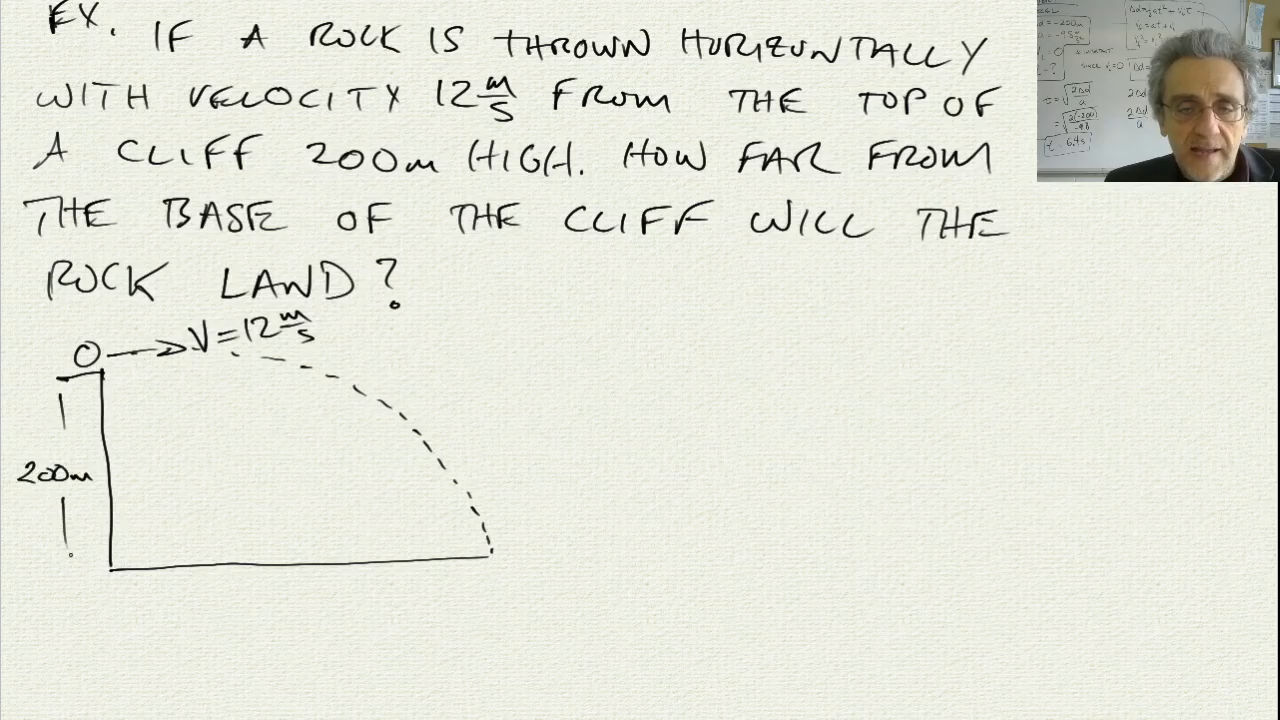 EX. IF A ROCK IS THROWN HORIZONTALLY
WITH VELOCITY 12 m/s FROM THE TOP OF
A CLIFF 200m HIGH. HOW FAR FROM
THE BASE OF THE CLIFF WILL THE
ROCK LAND?
V=12 m/s
200m